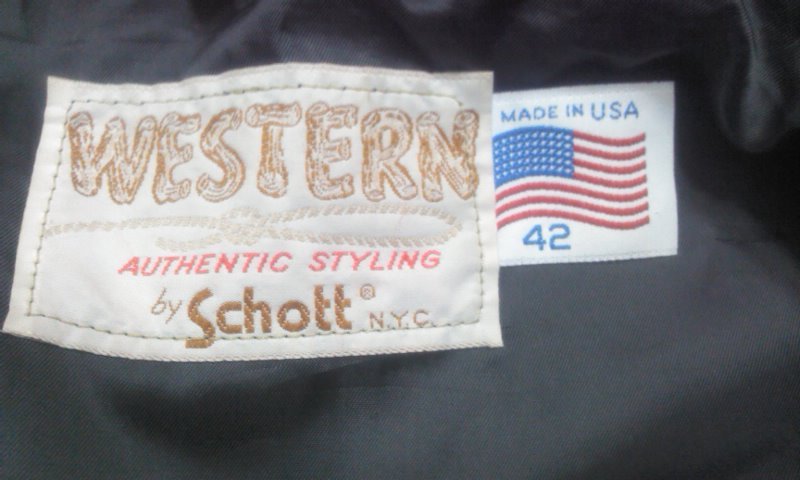 WESTERN
AUTHENTIC STYLING
by Schott® N.Y.C.
MADE IN USA
42